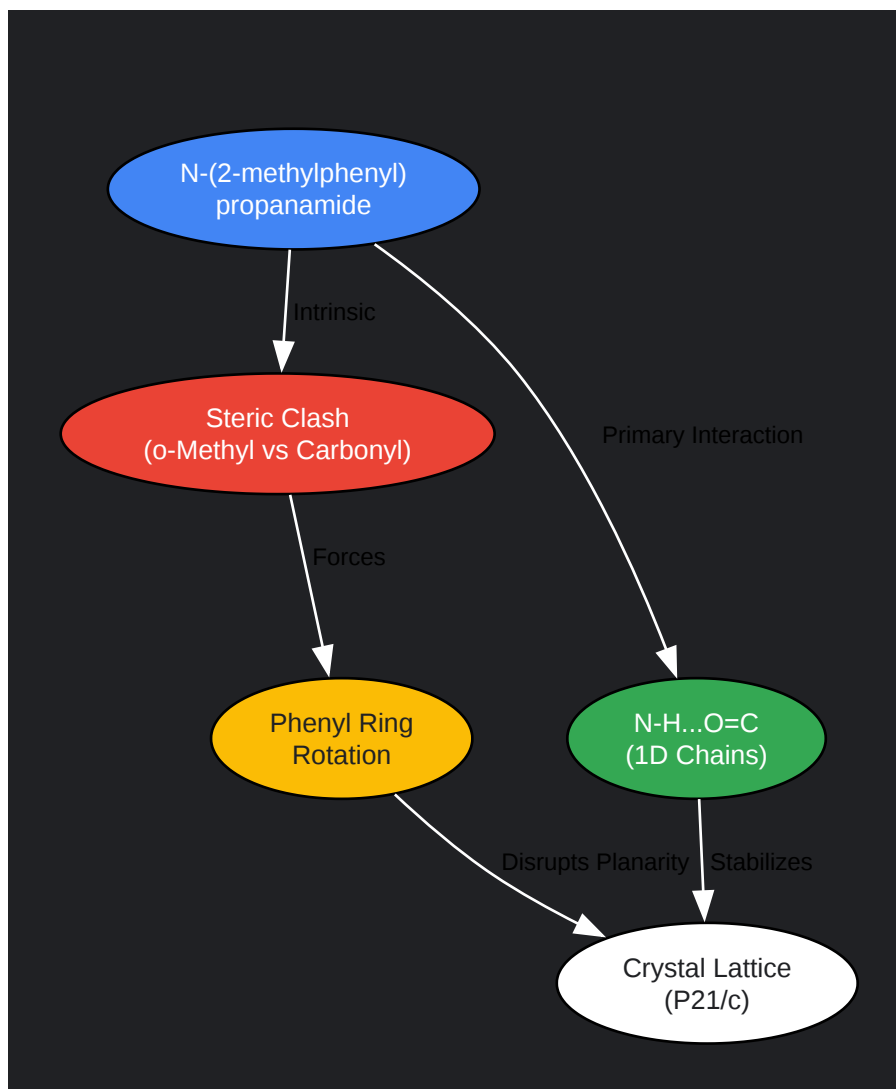 N-(2-methylphenyl)
propanamide
Intrinsic
Steric Clash
(o-Methyl vs Carbonyl)
Primary Interaction
Forces
Phenyl Ring
Rotation
N-H...O=C
(1D Chains)
Disrupts Planarity
Stabilizes
Crystal Lattice
(P21/c)